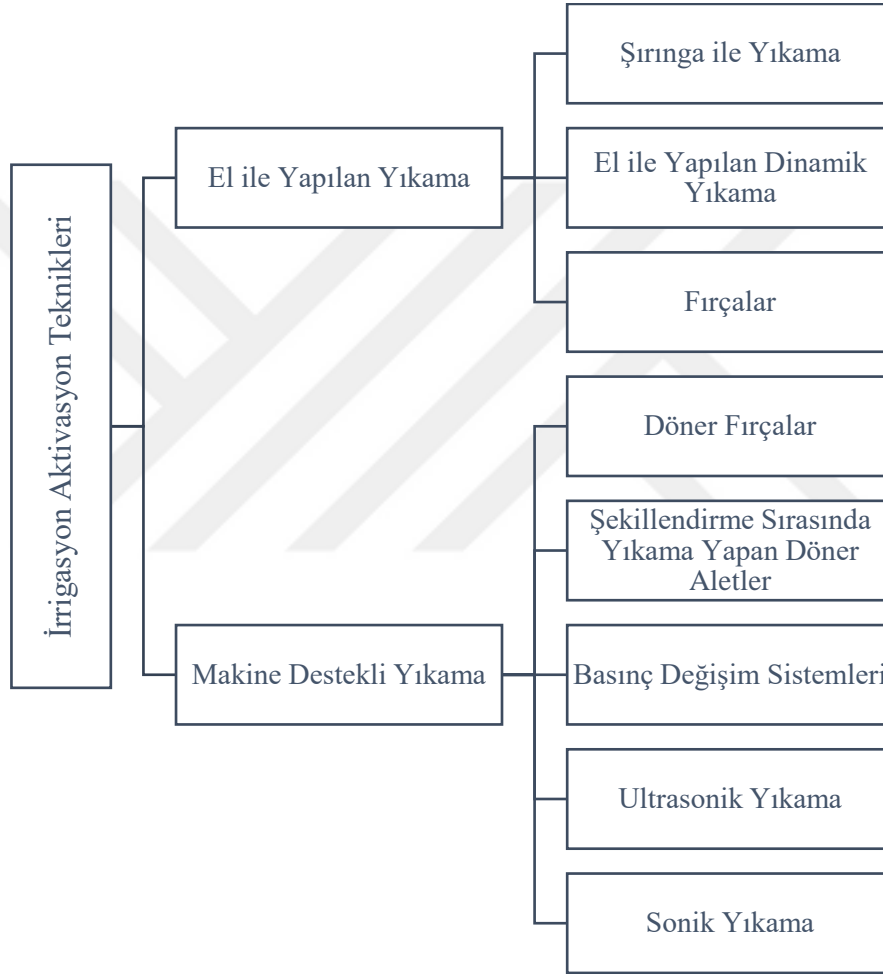 İrrigasyon Aktivasyon Teknikleri
El ile Yapılan Yıkama
Şırınga ile Yıkama
El ile Yapılan Dinamik
Yıkama
Fırçalar
Makine Destekli Yıkama
Döner Fırçalar
Şekillendirme Sırasında
Yıkama Yapan Döner
Aletler
Basınç Değişim Sistemleri
Ultrasonik Yıkama
Sonik Yıkama